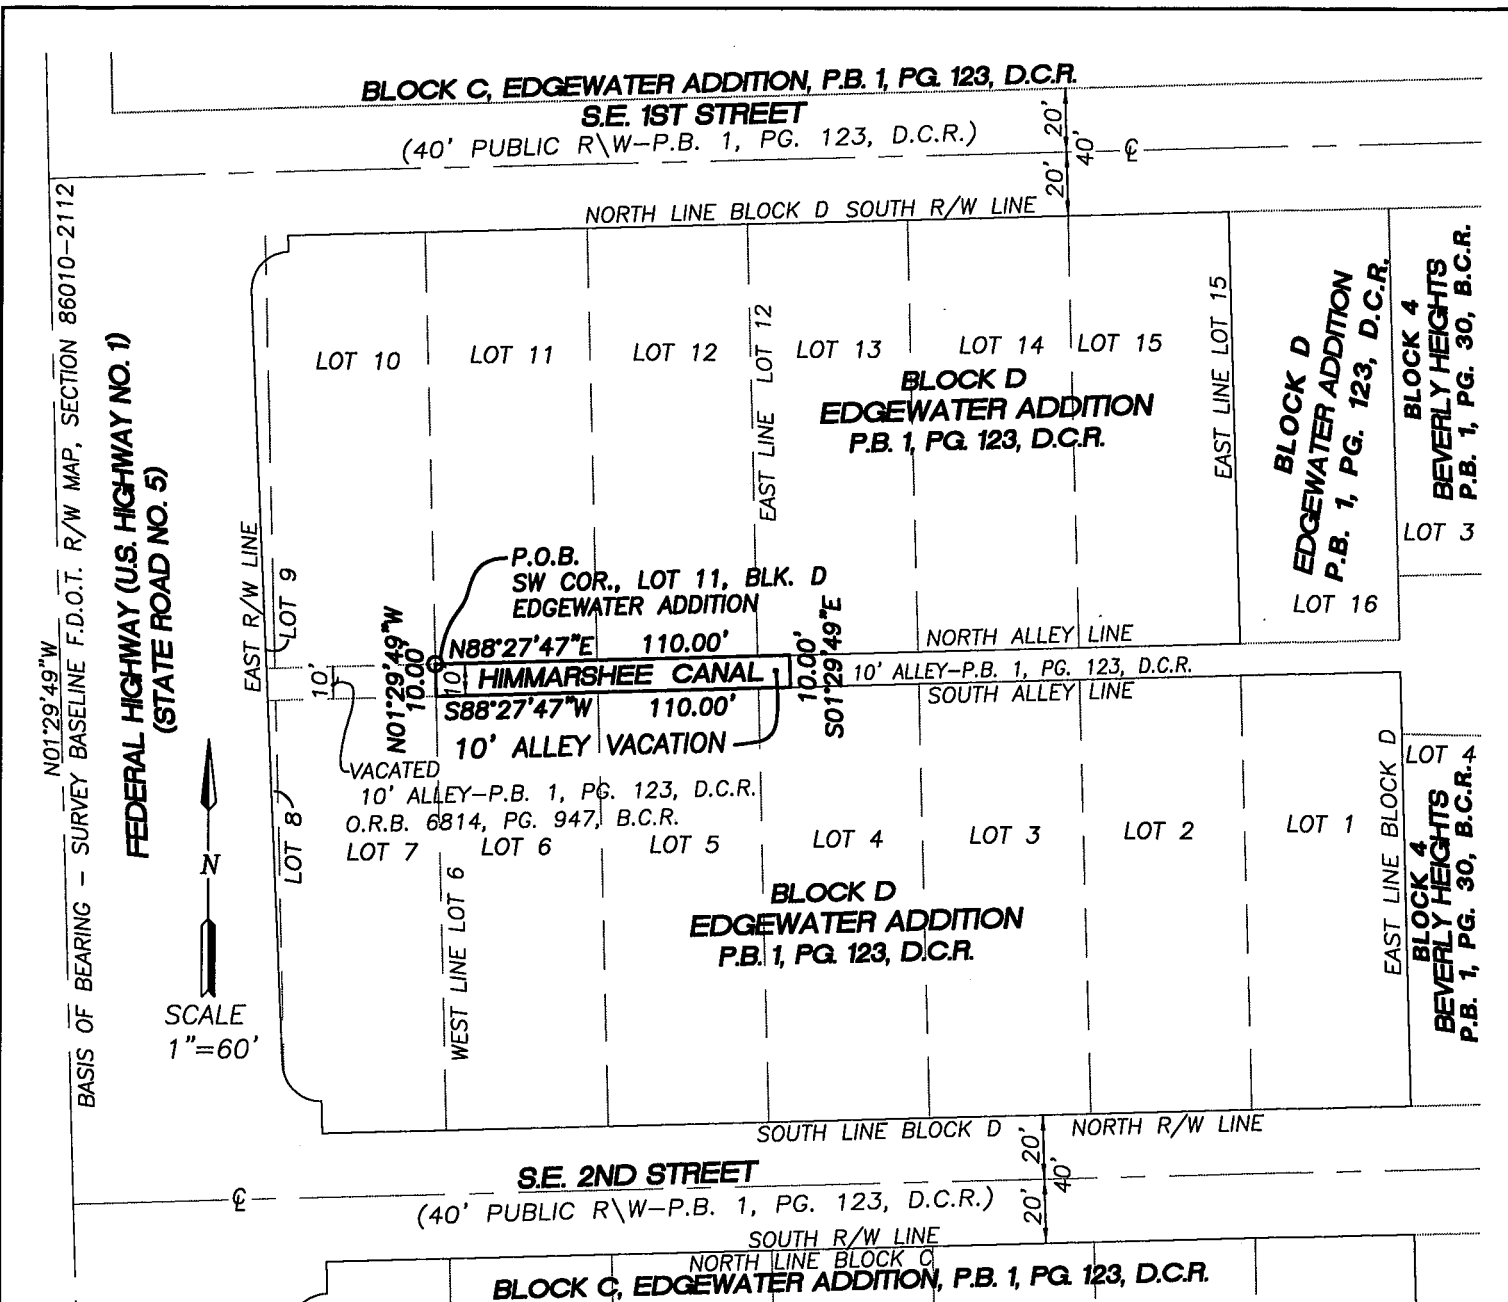 BLOCK C, EDGEWATER ADDITION, P.B. 1, PG. 123, D.C.R.
S.E. 1ST STREET
(40' PUBLIC R\W-P.B. 1, PG. 123, D.C.R.)
20'
40'
20'
℄
NORTH LINE BLOCK D SOUTH R/W LINE
N01°29'49"W
BASIS OF BEARING - SURVEY BASELINE F.D.O.T. R/W MAP, SECTION 86010-2112
FEDERAL HIGHWAY (U.S. HIGHWAY NO. 1)
(STATE ROAD NO. 5)
EAST R/W LINE
LOT 9
LOT 10
LOT 11
LOT 12
EAST LINE LOT 12
LOT 13
LOT 14
LOT 15
EAST LINE LOT 15
BLOCK D
EDGEWATER ADDITION
P.B. 1, PG. 123, D.C.R.
BLOCK D
EDGEWATER ADDITION
P.B. 1, PG. 123, D.C.R.
LOT 16
BLOCK 4
BEVERLY HEIGHTS
P.B. 1, PG. 30, B.C.R.
LOT 3
P.O.B.
SW COR., LOT 11, BLK. D
EDGEWATER ADDITION
N88°27'47"E 110.00'
HIMMARSHEE CANAL
S88°27'47"W 110.00'
10' ALLEY VACATION
N01°29'49"W
10.00'
10'
10'
10.00'
S01°29'49"E
NORTH ALLEY LINE
10' ALLEY-P.B. 1, PG. 123, D.C.R.
SOUTH ALLEY LINE
VACATED
10' ALLEY-P.B. 1, PG. 123, D.C.R.
O.R.B. 6814, PG. 947, B.C.R.
LOT 8
LOT 7
LOT 6
LOT 5
LOT 4
LOT 3
LOT 2
LOT 1
WEST LINE LOT 6
EAST LINE BLOCK D
LOT 4
BLOCK 4
BEVERLY HEIGHTS
P.B. 1, PG. 30, B.C.R.
BLOCK D
EDGEWATER ADDITION
P.B. 1, PG. 123, D.C.R.
N
SCALE
1"=60'
SOUTH LINE BLOCK D
NORTH R/W LINE
20'
40'
20'
S.E. 2ND STREET
℄
(40' PUBLIC R\W-P.B. 1, PG. 123, D.C.R.)
SOUTH R/W LINE
NORTH LINE BLOCK C
BLOCK C, EDGEWATER ADDITION, P.B. 1, PG. 123, D.C.R.